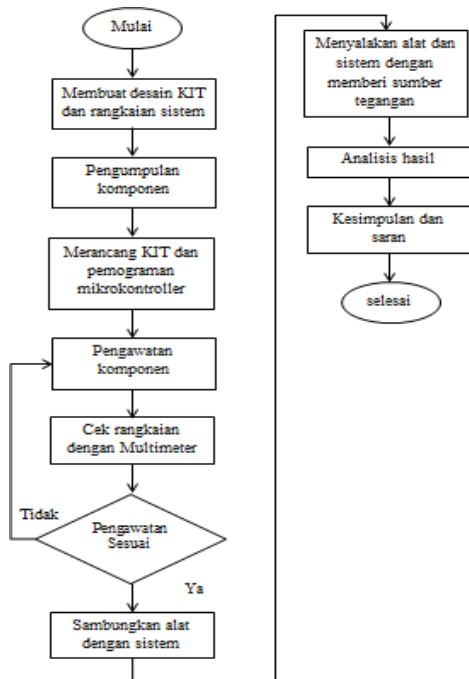 Mulai
Membuat desain KIT
dan rangkaian sistem
Pengumpulan
komponen
Merancang KIT dan
pemograman
mikrokontroller
Pengawatan
komponen
Cek rangkaian
dengan Multimeter
Tidak
Pengawatan
Sesuai
Ya
Sambungkan alat
dengan sistem
Menyalakan alat dan
sistem dengan
memberi sumber
tegangan
Analisis hasil
Kesimpulan dan
saran
selesai